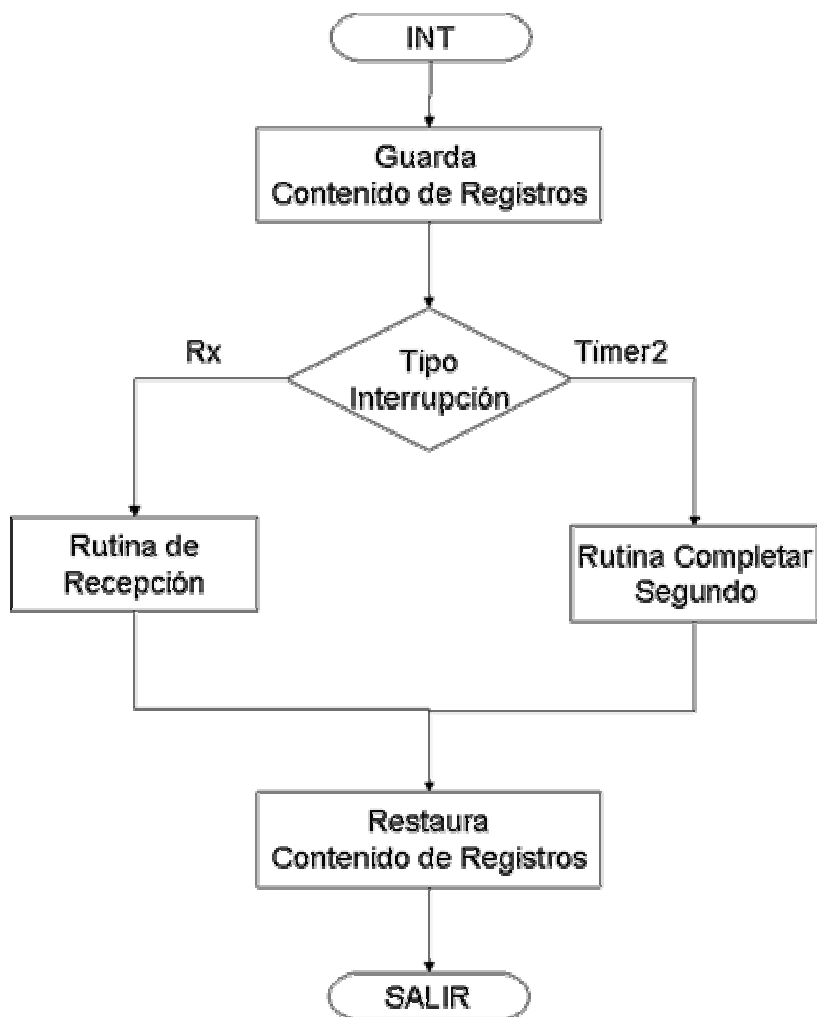 INT
Guarda
Contenido de Registros
Rx
Tipo
Interrupción
Timer2
Rutina de
Recepción
Rutina Completar
Segundo
Restaura
Contenido de Registros
SALIR